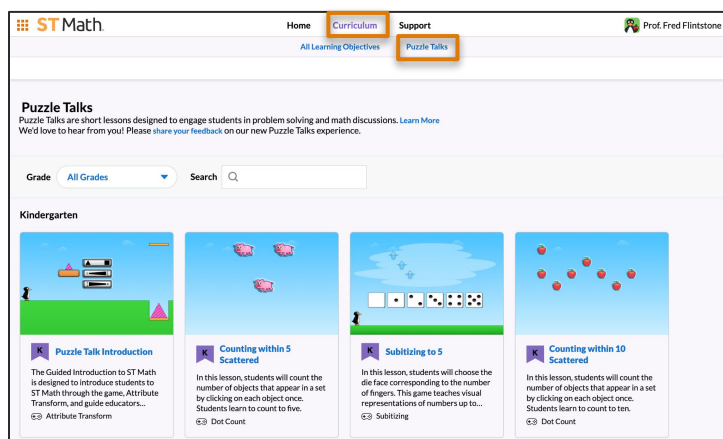 ST Math.
Home Curriculum Support
Prof. Fred Flintstone
All Learning Objectives Puzzle Talks
Puzzle Talks
Puzzle Talks are short lessons designed to engage students in problem solving and math discussions. Learn More
We'd love to hear from you! Please share your feedback on our new Puzzle Talks experience.
Grade All Grades Search
Kindergarten
K Puzzle Talk Introduction
The Guided Introduction to ST Math
is designed to introduce students to
ST Math through the game, Attribute
Transform, and guide educators...
Attribute Transform
K Counting within 5
Scattered
In this lesson, students will count the
number of objects that appear in a set
by clicking on each object once.
Students learn to count to five.
Dot Count
K Subitizing to 5
In this lesson, students will choose the
die face corresponding to the number
of fingers. This game teaches visual
representations of numbers up to...
Subitizing
K Counting within 10
Scattered
In this lesson, students will count the
number of objects that appear in a set
by clicking on each object once.
Students learn to count to ten.
Dot Count